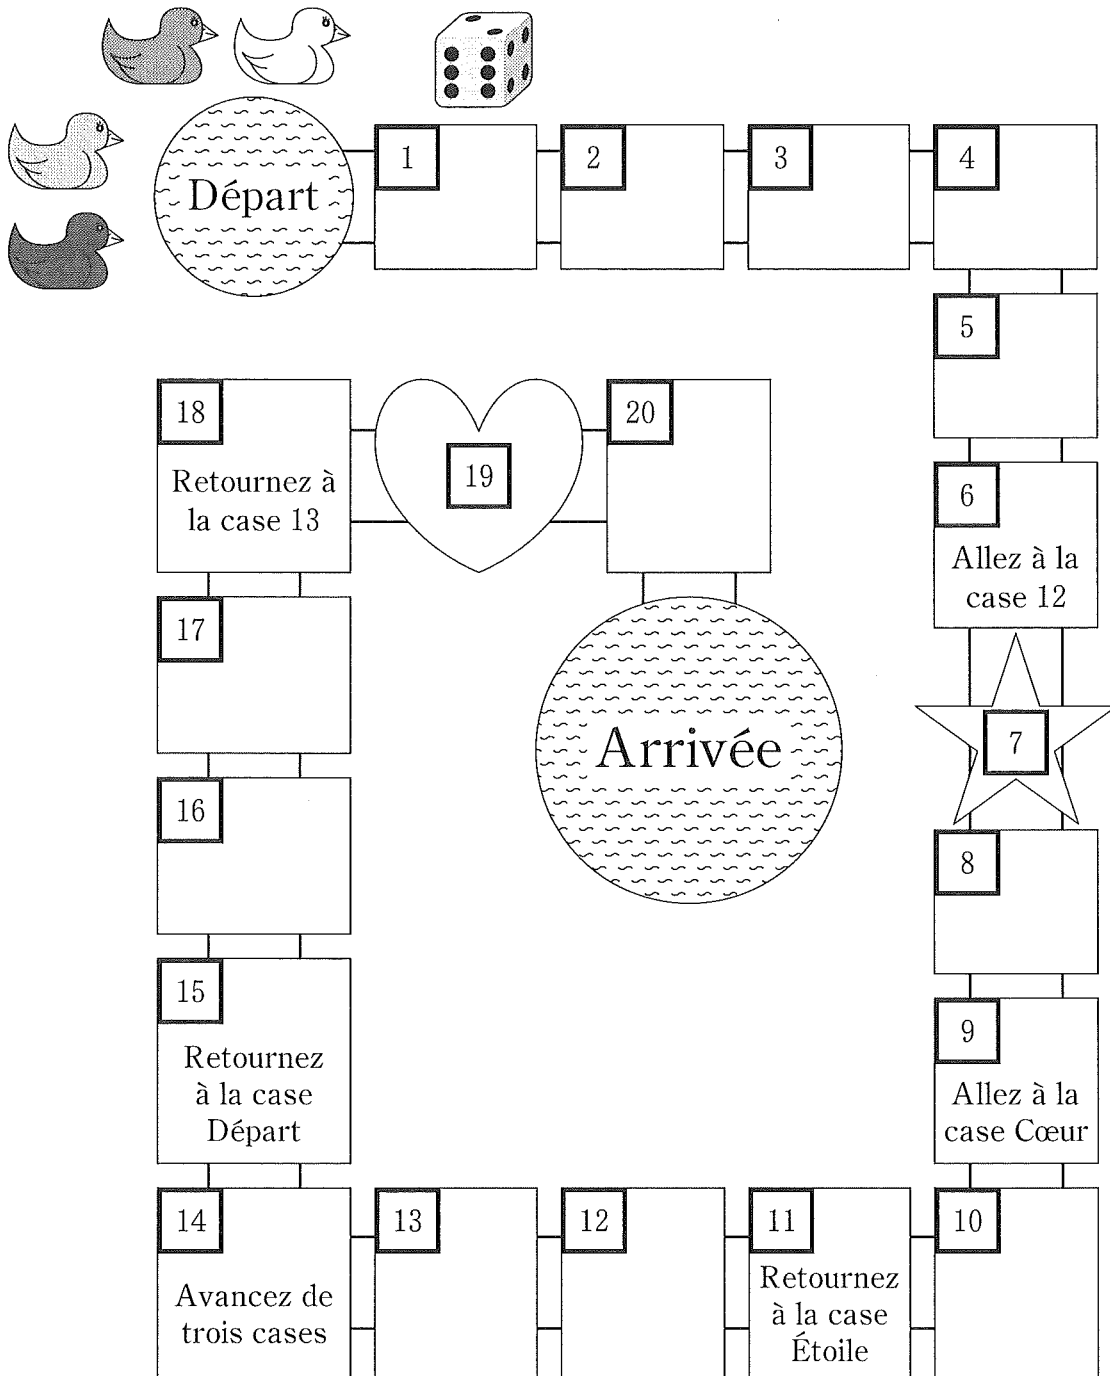 Départ
1
2
3
4
5
6
Allez à la
case 12
7
8
9
Allez à la
case Cœur
10
11
Retournez
à la case
Étoile
12
13
14
Avancez de
trois cases
15
Retournez
à la case
Départ
16
17
18
Retournez à
la case 13
19
20
Arrivée